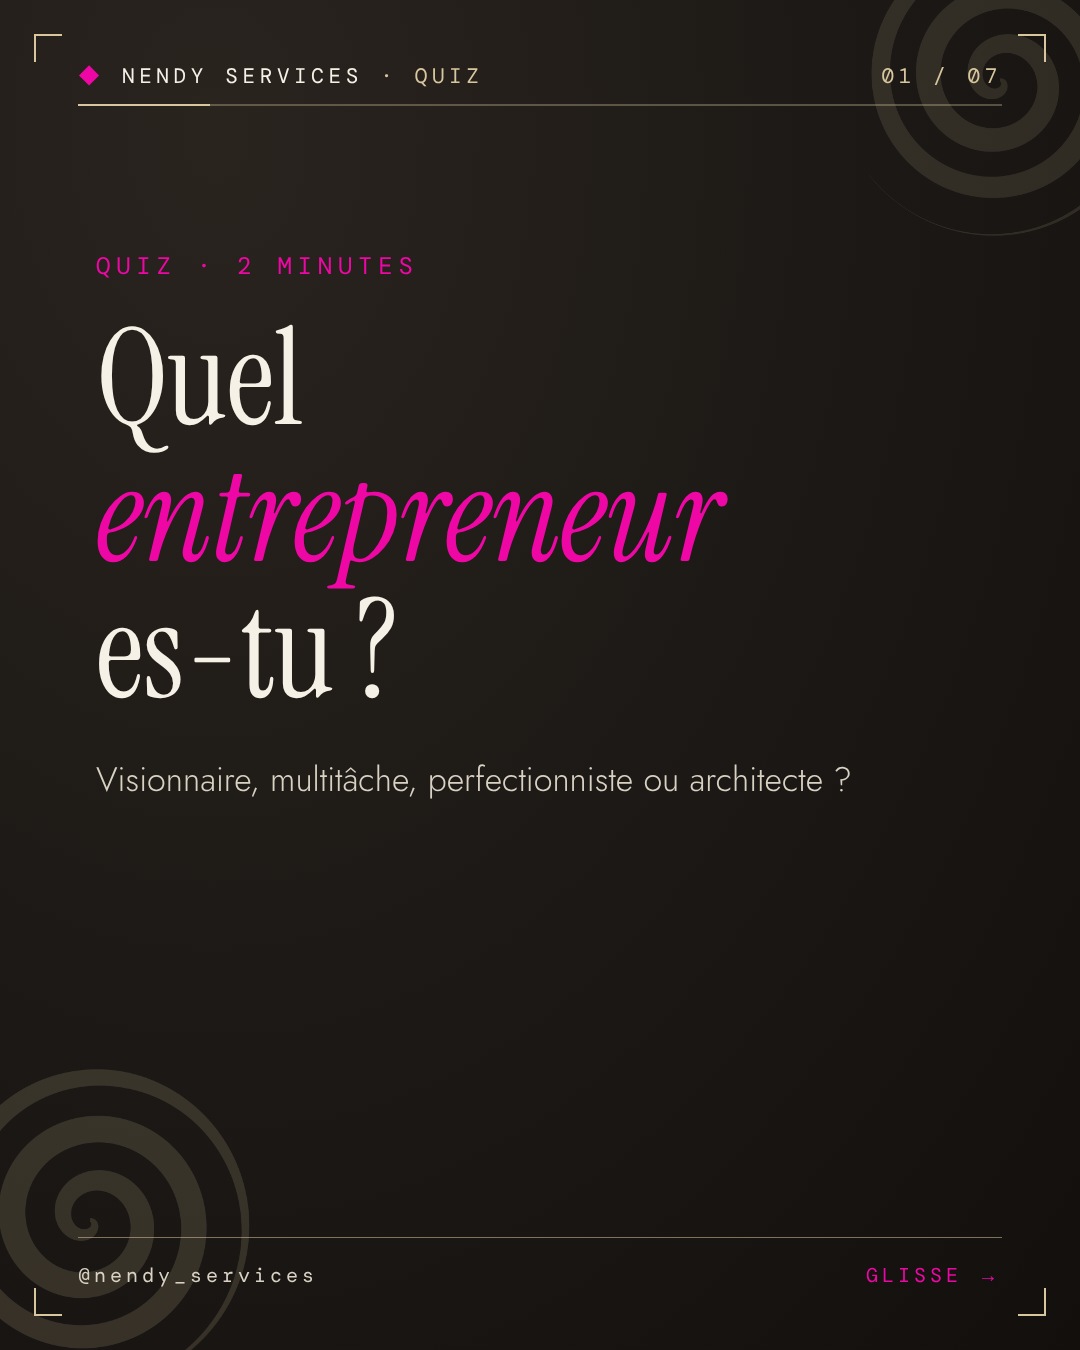 ◆ NENDY SERVICES · QUIZ 01 / 07
QUIZ · 2 MINUTES
Quel
entrepreneur
es-tu ?
Visionnaire, multitâche, perfectionniste ou architecte ?
@nendy_services GLISSE →